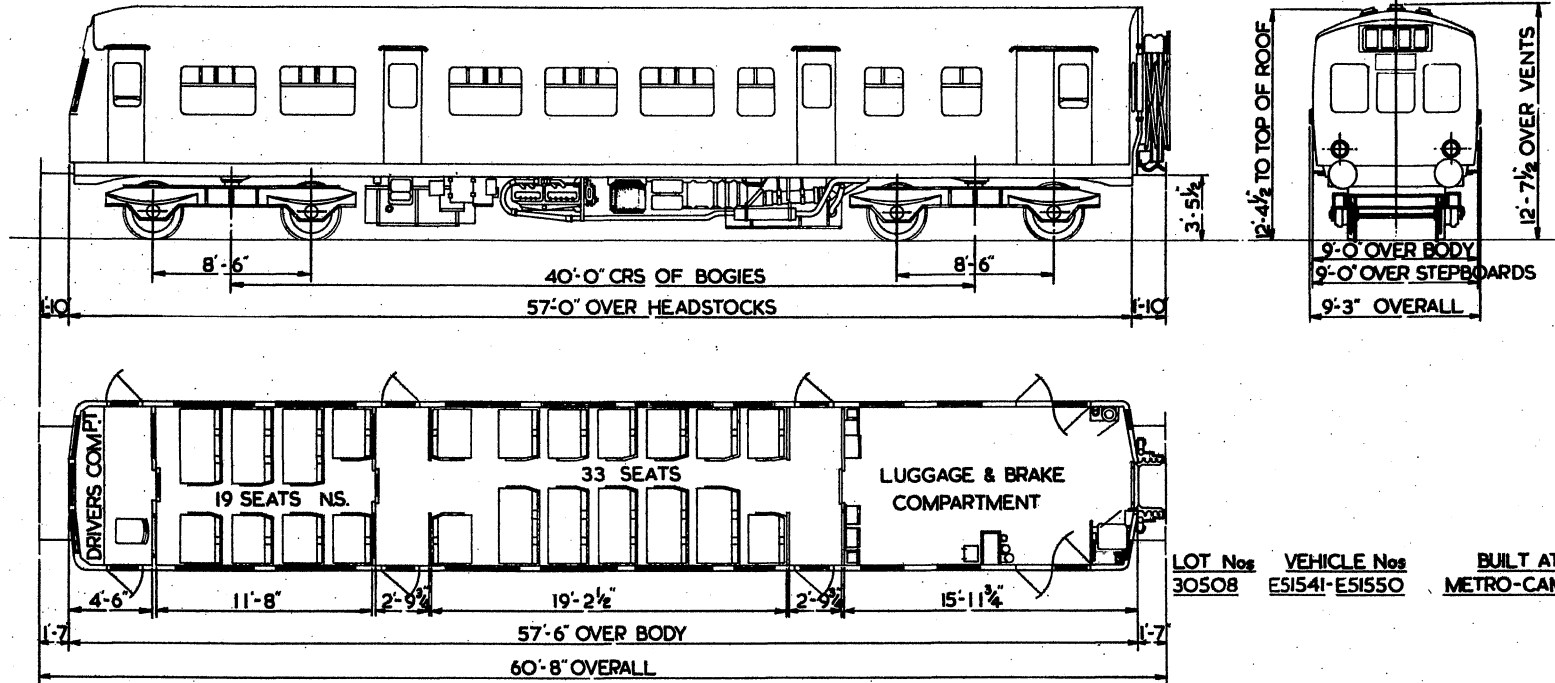 12'-4½" TO TOP OF ROOF
12'-7½" OVER VENTS
3'-5½"
8'-6"
40'-0" CRS OF BOGIES
8'-6"
9'-0" OVER BODY
9'-0" OVER STEPBOARDS
1'-10"
57'-0" OVER HEADSTOCKS
1'-10"
9'-3" OVERALL
DRIVERS COMPT.
19 SEATS N.S.
33 SEATS
LUGGAGE & BRAKE
COMPARTMENT
LOT Nos VEHICLE Nos BUILT AT
30508 E51541-E51550 METRO-CAM
4'-6" 11'-8" 2'-9¾" 19'-2½" 2'-9¾" 15'-11¾"
1'-7" 57'-6" OVER BODY 1'-7"
60'-8" OVERALL